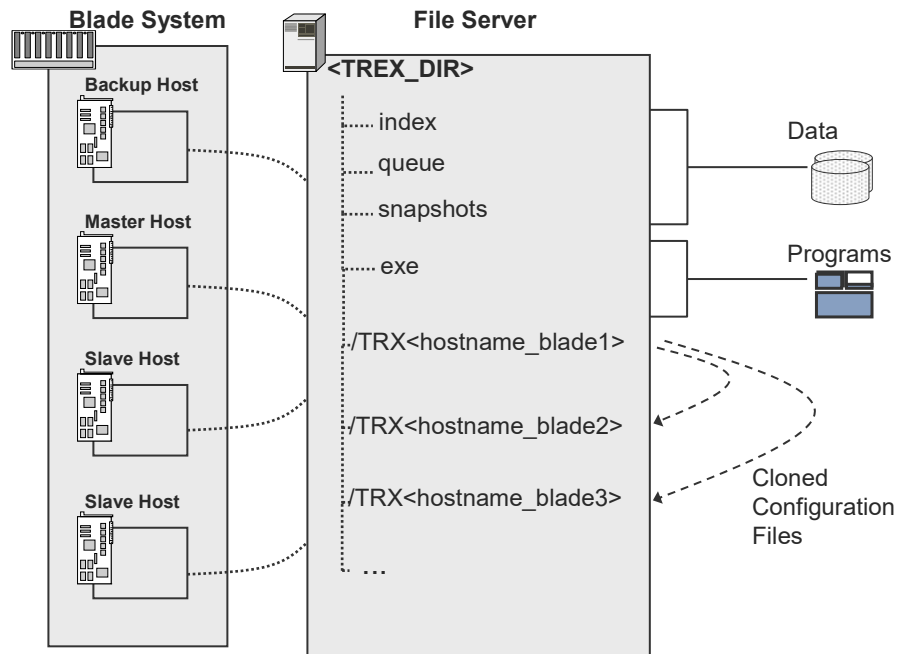 Blade System
File Server
Backup Host
Master Host
Slave Host
Slave Host
<TREX_DIR>
index
queue
snapshots
exe
/TRX<hostname_blade1>
/TRX<hostname_blade2>
/TRX<hostname_blade3>
...
Data
Programs
Cloned
Configuration
Files